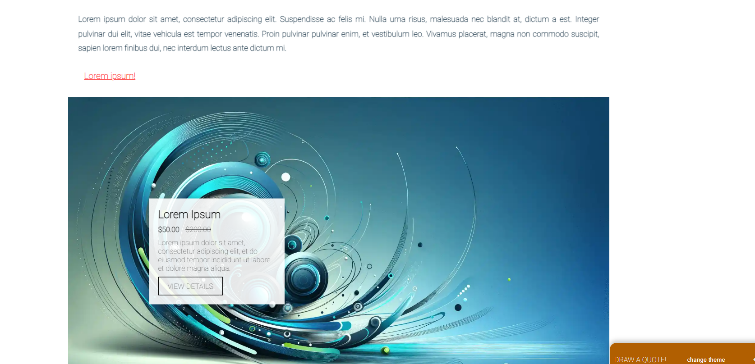 Lorem ipsum dolor sit amet, consectetur adipiscing elit. Suspendisse ac felis mi. Nulla urna risus, malesuada nec blandit at, dictum a est. Integer
pulvinar dui elit, vitae vehicula est tempor venenatis. Proin pulvinar pulvinar enim, et vestibulum leo. Vivamus placerat, magna non commodo suscipit,
sapien lorem finibus dui, nec interdum lectus ante dictum mi.
Lorem ipsum!
Lorem Ipsum
$50.00 $200.00
Lorem ipsum dolor sit amet,
consectetur adipiscing elit, et do
eiusmod tempor incididunt ut labore
et dolore magna aliqua.
VIEW DETAILS
DRAW A QUOTE! change theme